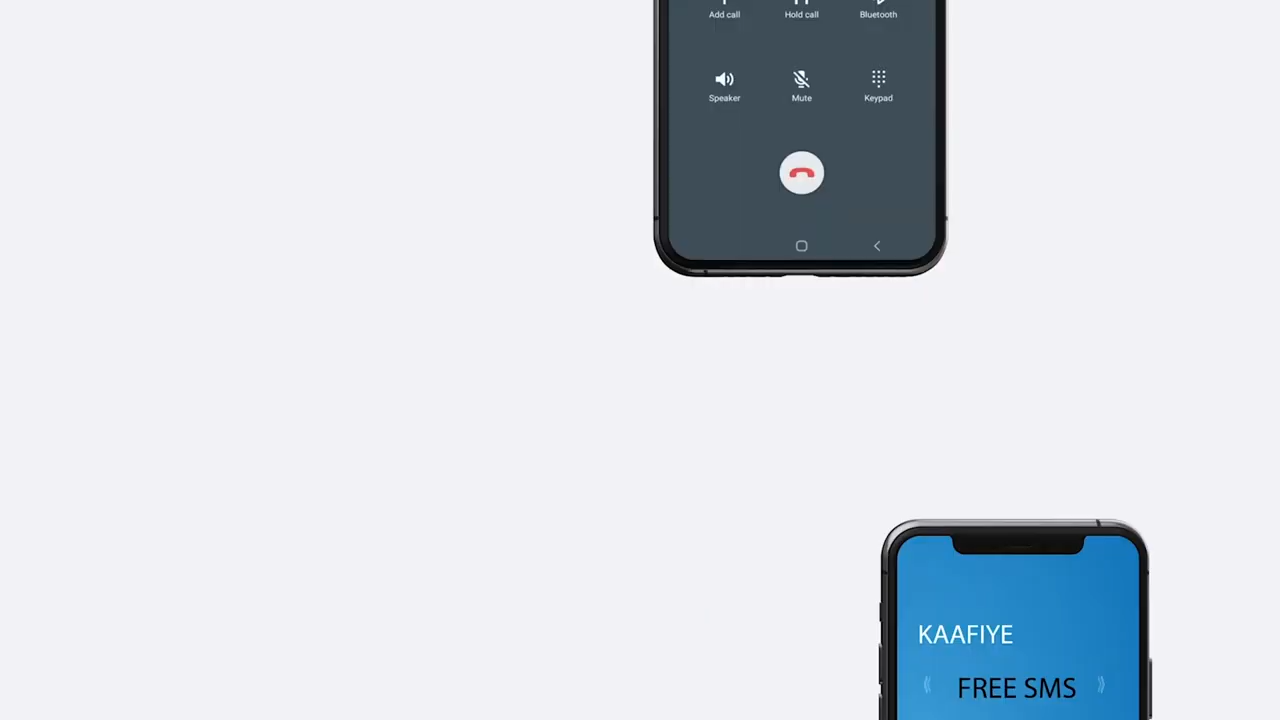 Add call Hold call Bluetooth
Speaker Mute Keypad
KAAFIYE
FREE SMS